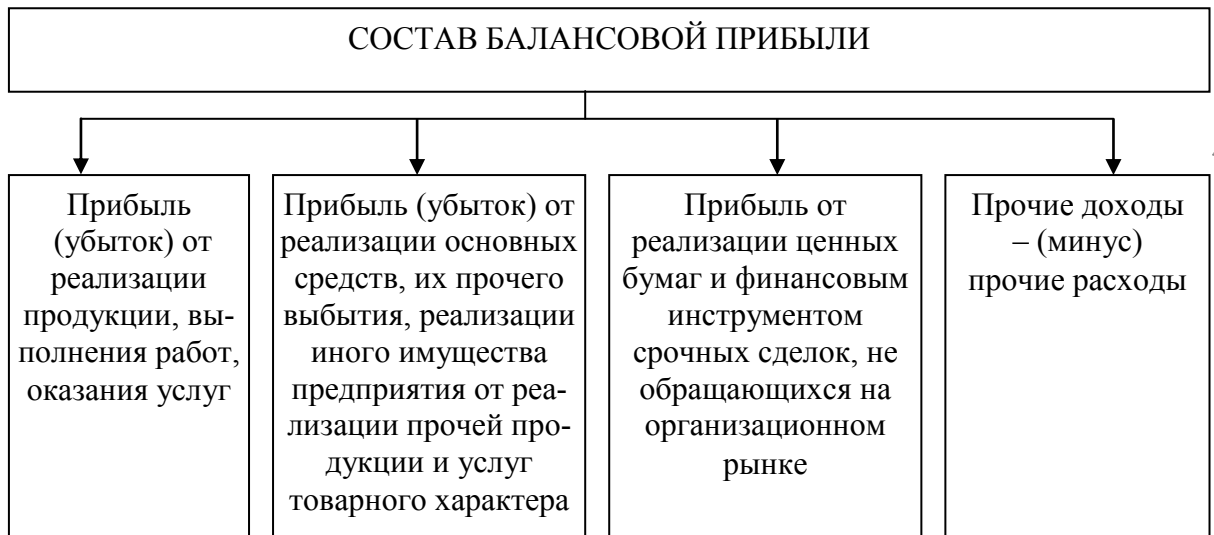 СОСТАВ БАЛАНСОВОЙ ПРИБЫЛИ
Прибыль
(убыток) от
реализации
продукции, вы-
полнения работ,
оказания услуг
Прибыль (убыток) от
реализации основных
средств, их прочего
выбытия, реализации
иного имущества
предприятия от реа-
лизации прочей про-
дукции и услуг
товарного характера
Прибыль от
реализации ценных
бумаг и финансовым
инструментом
срочных сделок, не
обращающихся на
организационном
рынке
Прочие доходы
– (минус)
прочие расходы